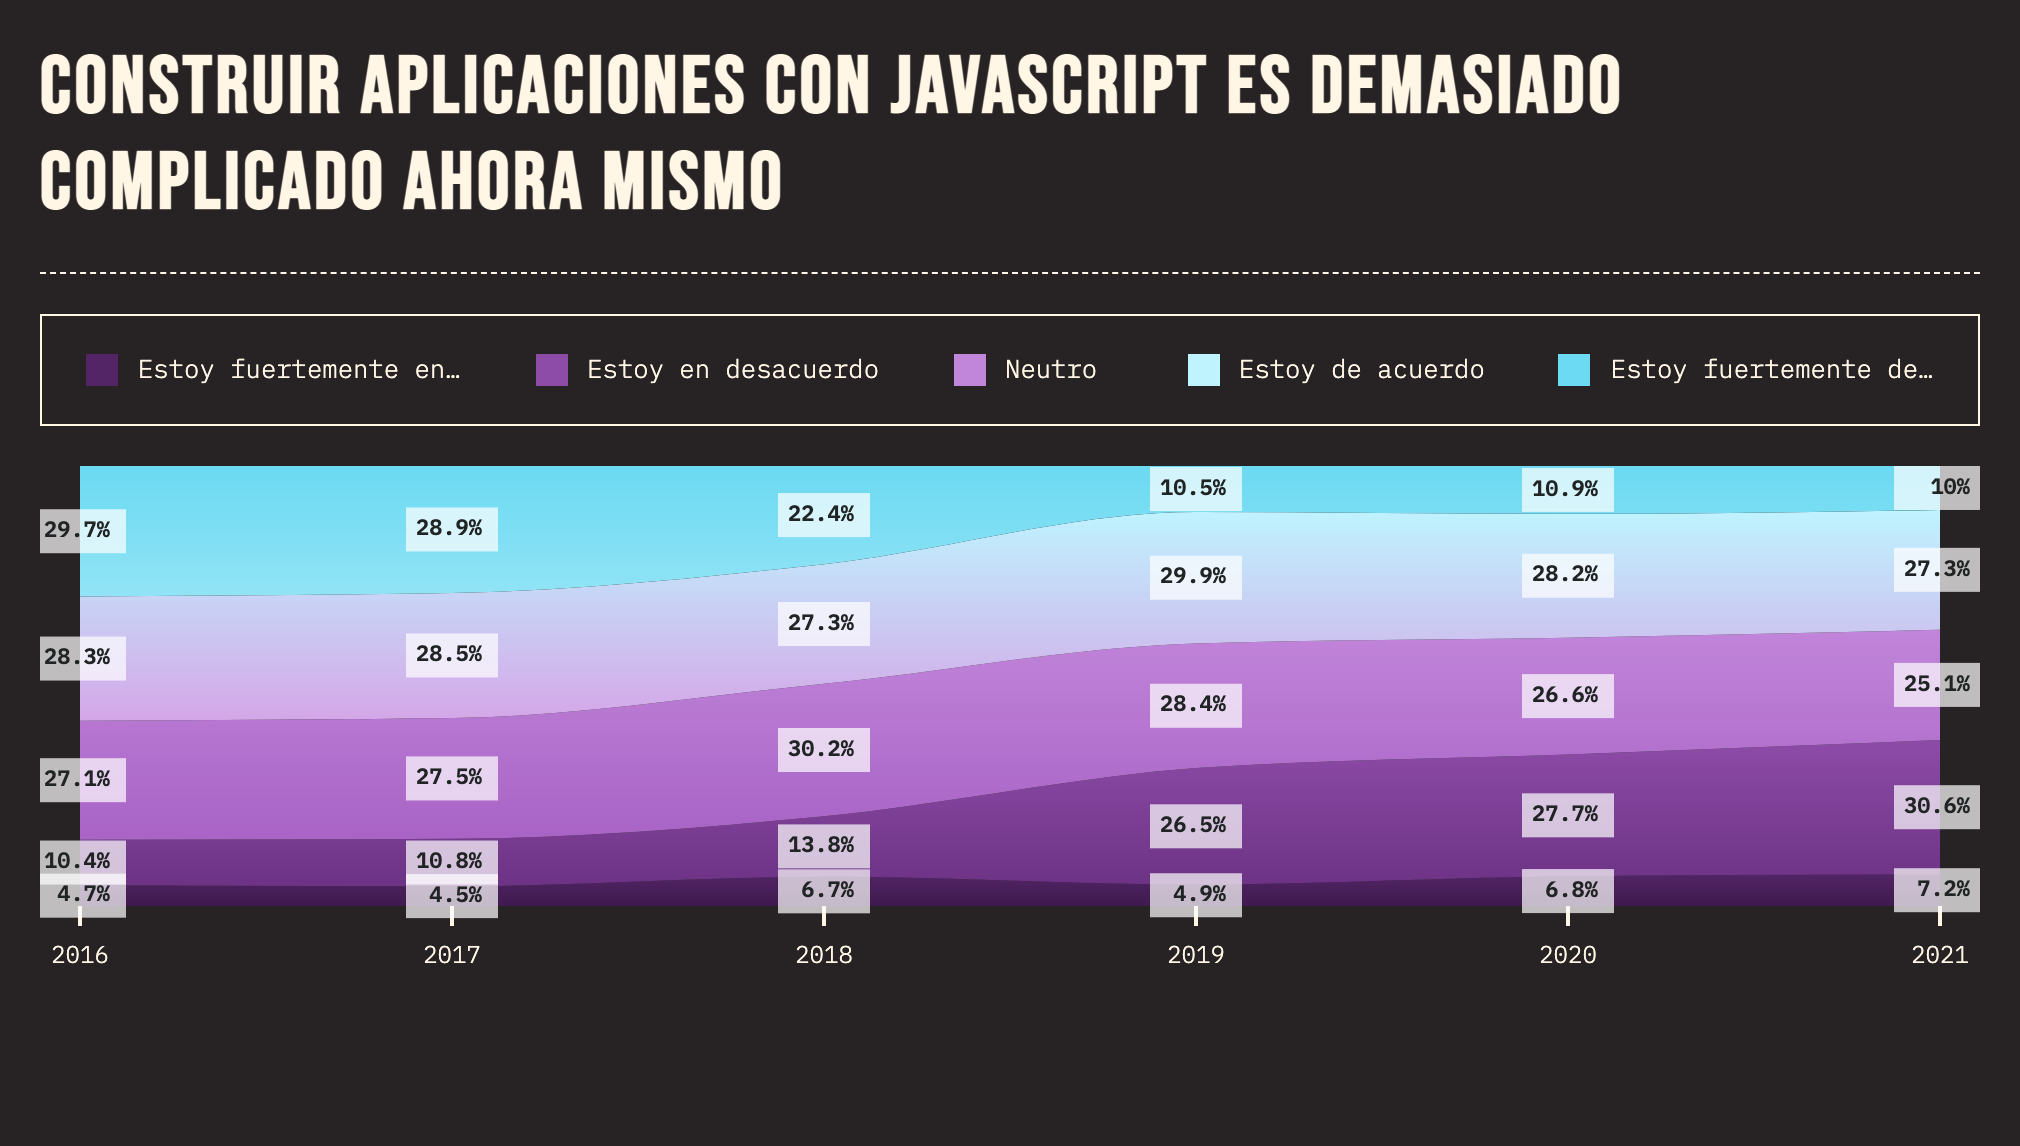 CONSTRUIR APLICACIONES CON JAVASCRIPT ES DEMASIADO
COMPLICADO AHORA MISMO
Estoy fuertemente en… Estoy en desacuerdo Neutro Estoy de acuerdo Estoy fuertemente de…
29.7% 28.9% 22.4% 10.5% 10.9% 10%
28.3% 28.5% 27.3% 29.9% 28.2% 27.3%
27.1% 27.5% 30.2% 28.4% 26.6% 25.1%
10.4% 10.8% 13.8% 26.5% 27.7% 30.6%
4.7% 4.5% 6.7% 4.9% 6.8% 7.2%
2016 2017 2018 2019 2020 2021